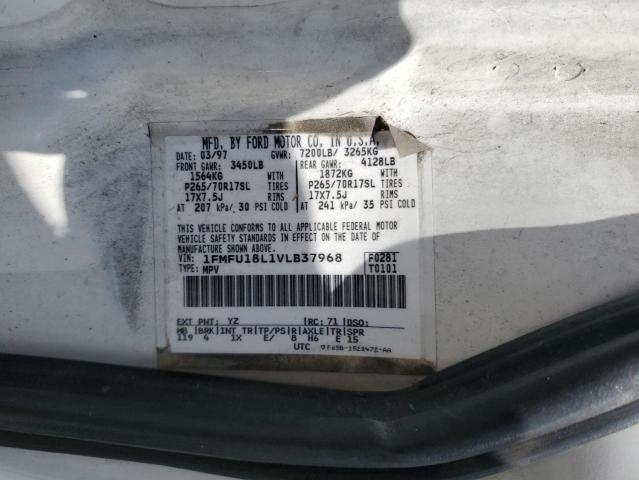 MFD. BY FORD MOTOR CO. IN U.S.A.
DATE: 03/97 GVWR: 7200LB/ 3265KG
FRONT GAWR: 3450LB REAR GAWR: 4128LB
1564KG WITH 1872KG WITH
P265/70R17SL TIRES P265/70R17SL TIRES
17X7.5J RIMS 17X7.5J RIMS
AT 207 kPa/ 30 PSI COLD AT 241 kPa/ 35 PSI COLD
THIS VEHICLE CONFORMS TO ALL APPLICABLE FEDERAL MOTOR
VEHICLE SAFETY STANDARDS IN EFFECT ON THE DATE OF
MANUFACTURE SHOWN ABOVE.
VIN: 1FMFU18L1VLB37968 F0281
TYPE: MPV T0101
EXT PNT: YZ RC: 71 DSO:
WB BRK INT TR TP/PS R AXLE TR SPR
119 4 1X E/ 8 H6 E 15
UTC